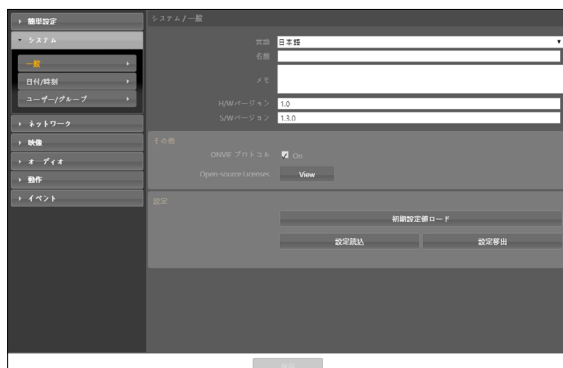 簡単設定
システム
一般
日付/時刻
ユーザー/グループ
ネットワーク
映像
オーディオ
動作
イベント
システム / 一般
言語 日本語
名前
メモ
H/Wバージョン 1.0
S/Wバージョン 1.3.0
その他
ONVIF プロトコル On
Open-source Licenses View
設定
初期設定値ロード
設定読込 設定移出